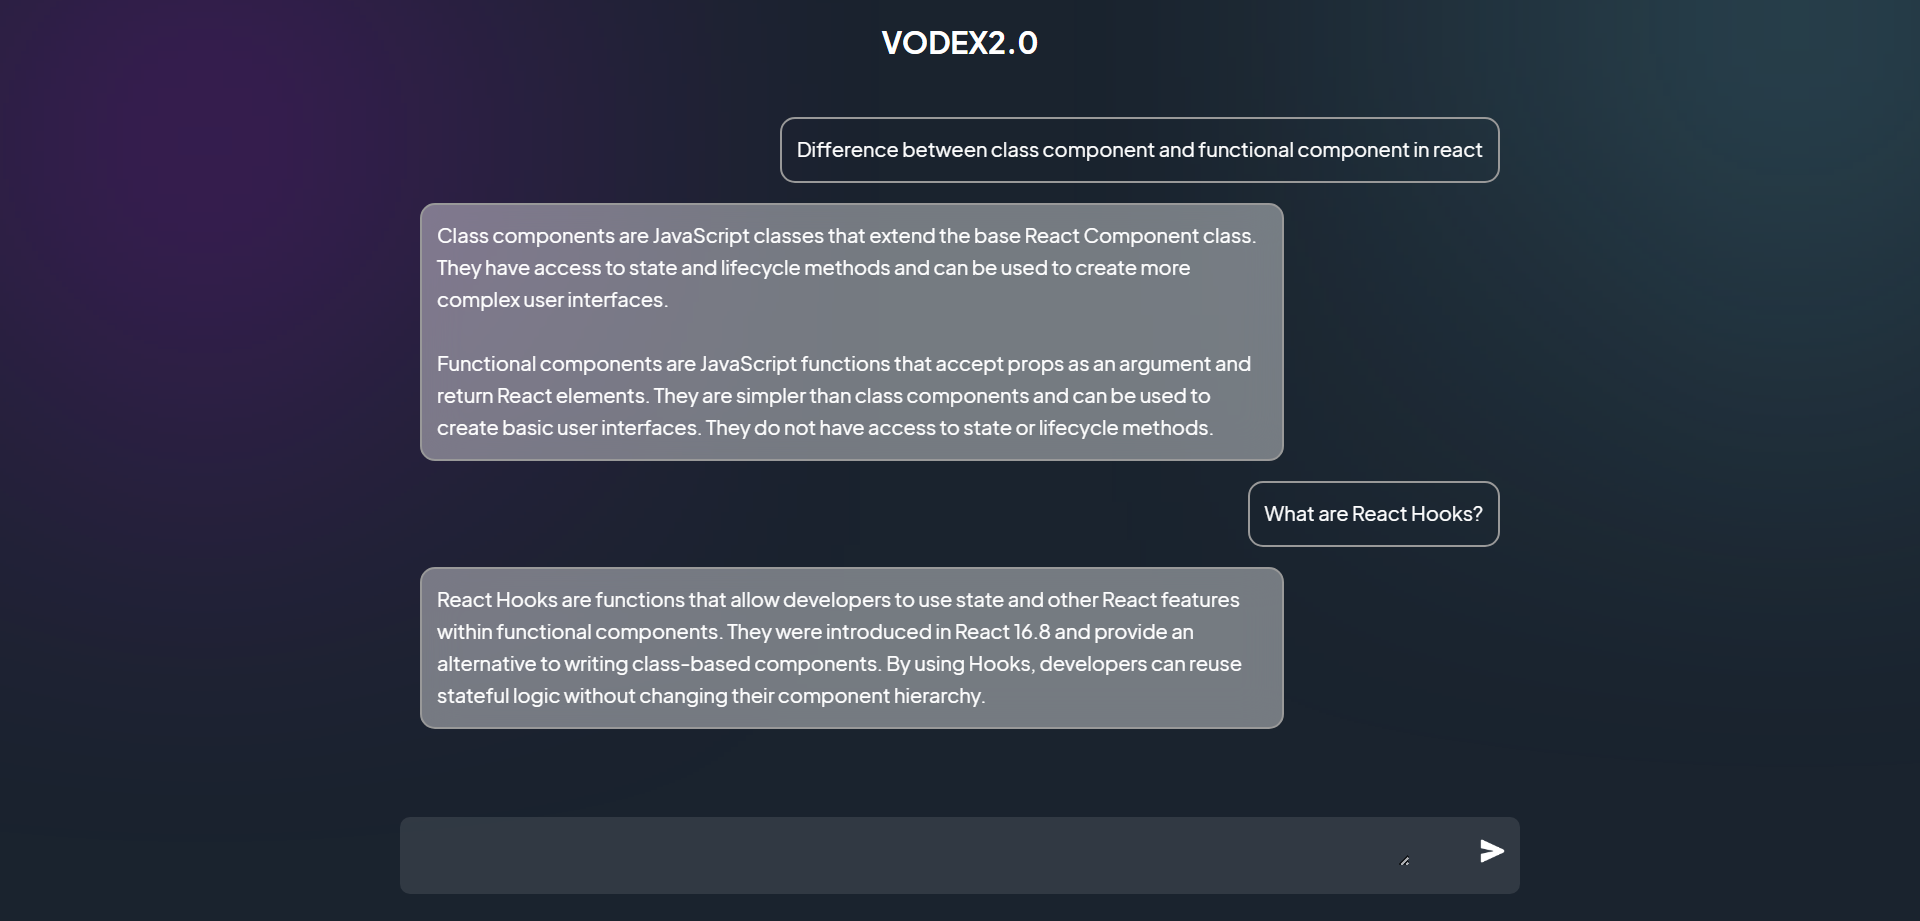 VODEX2.0
Difference between class component and functional component in react
Class components are JavaScript classes that extend the base React Component class.
They have access to state and lifecycle methods and can be used to create more
complex user interfaces.
Functional components are JavaScript functions that accept props as an argument and
return React elements. They are simpler than class components and can be used to
create basic user interfaces. They do not have access to state or lifecycle methods.
What are React Hooks?
React Hooks are functions that allow developers to use state and other React features
within functional components. They were introduced in React 16.8 and provide an
alternative to writing class-based components. By using Hooks, developers can reuse
stateful logic without changing their component hierarchy.